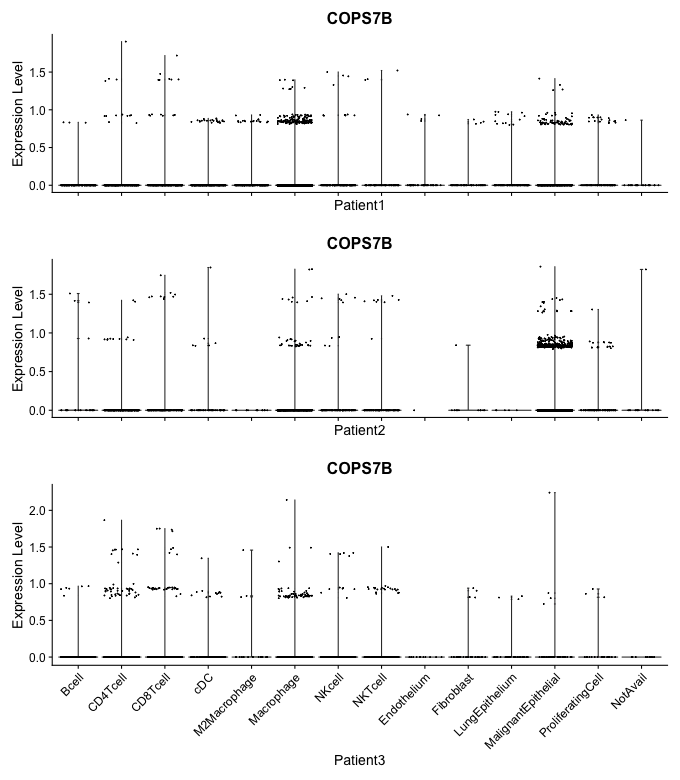 COPS7B
Expression Level
1.5
1.0
0.5
0.0
Patient1
COPS7B
Expression Level
1.5
1.0
0.5
0.0
Patient2
COPS7B
Expression Level
2.0
1.5
1.0
0.5
0.0
Bcell
CD4Tcell
CD8Tcell
cDC
M2Macrophage
Macrophage
NKcell
NKTcell
Endothelium
Fibroblast
LungEpithelium
MalignantEpithelial
ProliferatingCell
NotAvail
Patient3